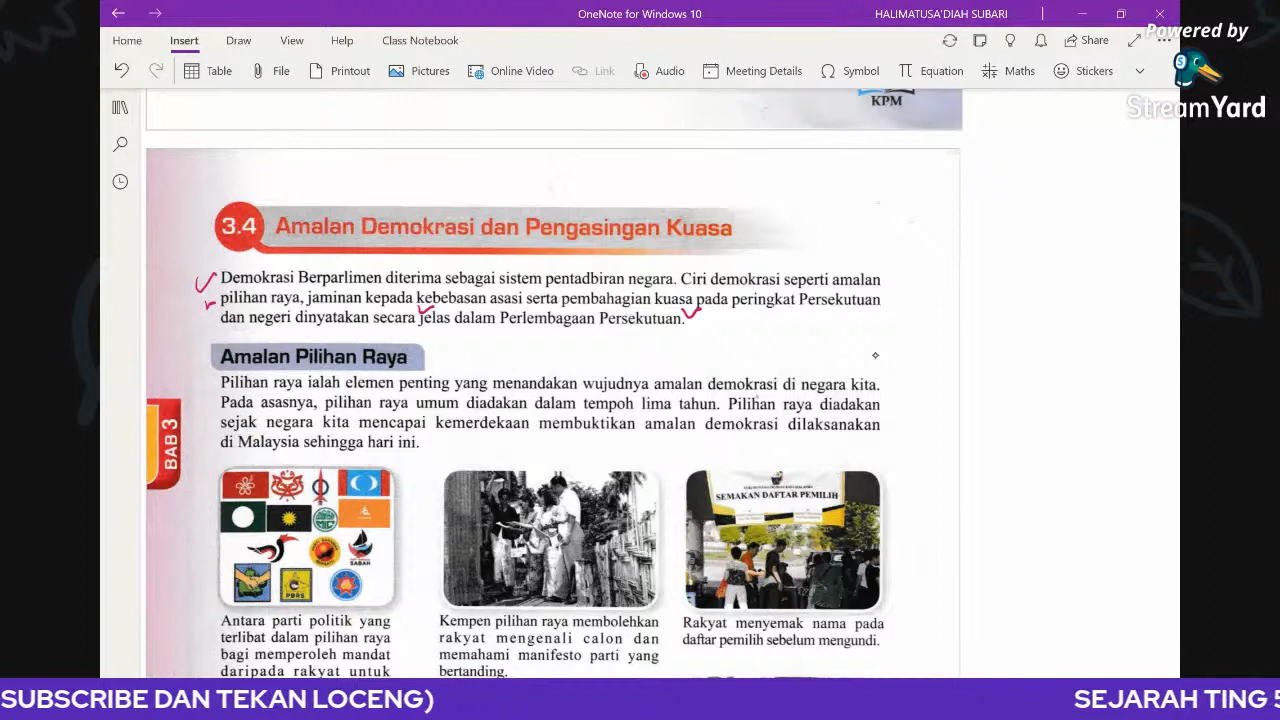 OneNote for Windows 10
HALIMATUSA'DIAH SUBARI
Powered by
StreamYard
Home Insert Draw View Help Class Notebook
Share
Table File Printout Pictures Online Video Link Audio Meeting Details Symbol Equation Maths Stickers
KPM
3.4 Amalan Demokrasi dan Pengasingan Kuasa
Demokrasi Berparlimen diterima sebagai sistem pentadbiran negara. Ciri demokrasi seperti amalan
pilihan raya, jaminan kepada kebebasan asasi serta pembahagian kuasa pada peringkat Persekutuan
dan negeri dinyatakan secara jelas dalam Perlembagaan Persekutuan.
Amalan Pilihan Raya
Pilihan raya ialah elemen penting yang menandakan wujudnya amalan demokrasi di negara kita.
Pada asasnya, pilihan raya umum diadakan dalam tempoh lima tahun. Pilihan raya diadakan
sejak negara kita mencapai kemerdekaan membuktikan amalan demokrasi dilaksanakan
di Malaysia sehingga hari ini.
BAB 3
SABAH
PBRS
SEMAKAN DAFTAR PEMILIH
Antara parti politik yang
terlibat dalam pilihan raya
bagi memperoleh mandat
daripada rakyat untuk
Kempen pilihan raya membolehkan
rakyat mengenali calon dan
memahami manifesto parti yang
bertanding.
Rakyat menyemak nama pada
daftar pemilih sebelum mengundi.
SUBSCRIBE DAN TEKAN LOCENG)
SEJARAH TING 5